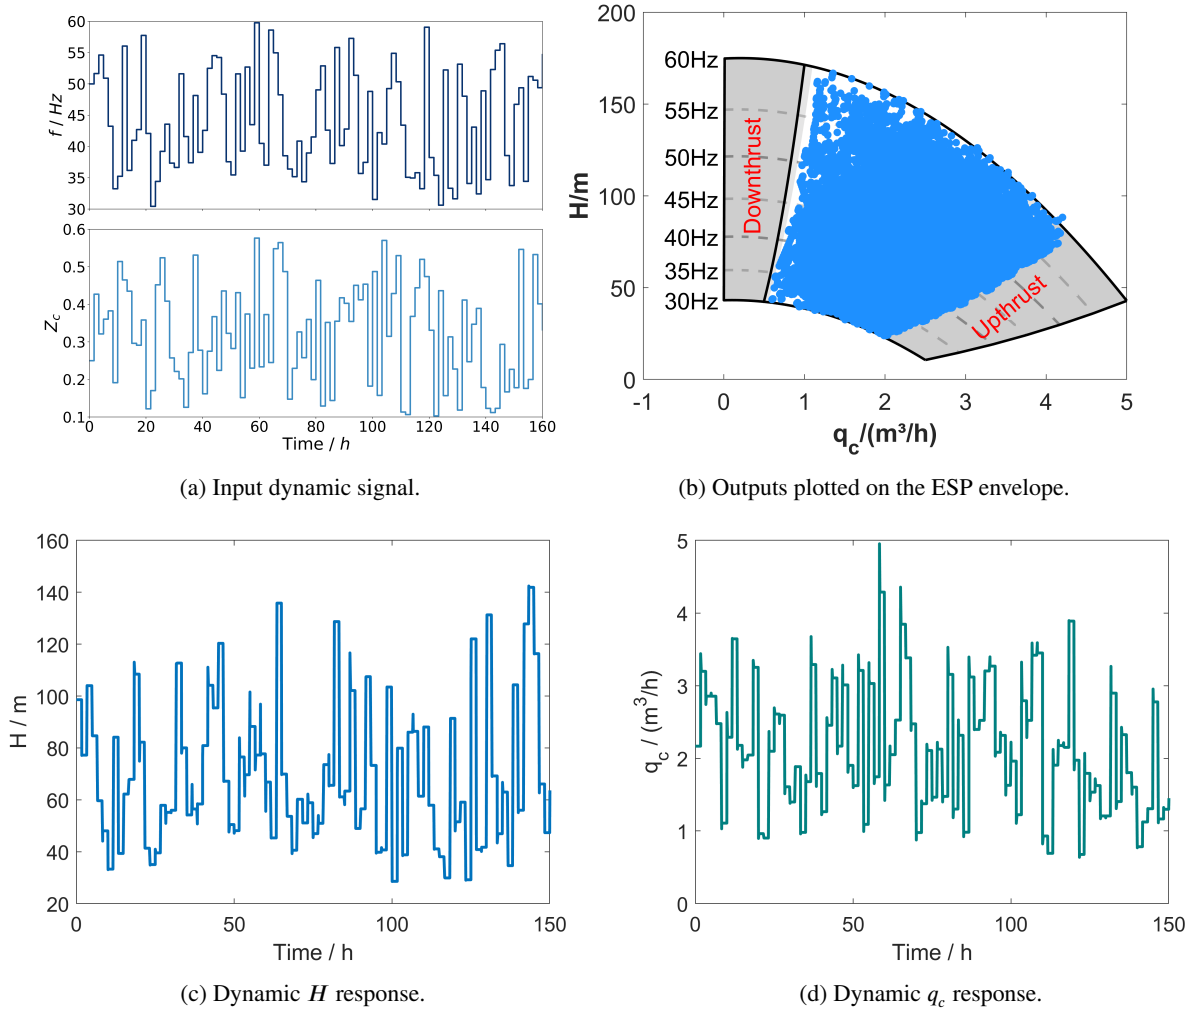 60
55
50
45
40
35
30
f / Hz
0.6
0.5
0.4
0.3
0.2
0.1
Z_c
0 20 40 60 80 100 120 140 160
Time / h
(a) Input dynamic signal.
200
150
100
50
0
H/m
60Hz
55Hz
50Hz
45Hz
40Hz
35Hz
30Hz
Downthrust
Upthrust
-1 0 1 2 3 4 5
q_c/(m³/h)
(b) Outputs plotted on the ESP envelope.
160
140
120
100
80
60
40
20
H / m
0 50 100 150
Time / h
(c) Dynamic H response.
5
4
3
2
1
0
q_c / (m³/h)
0 50 100 150
Time / h
(d) Dynamic q_c response.